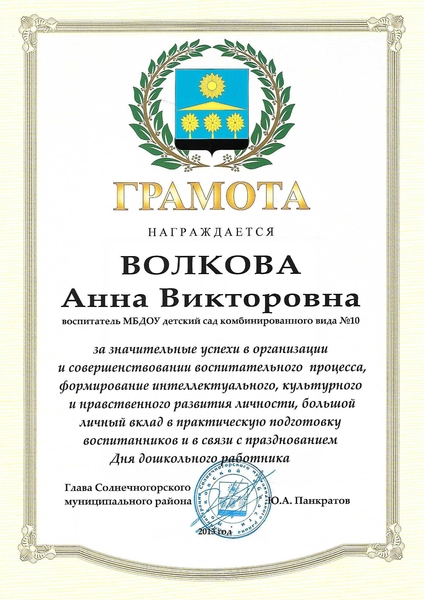 ГРАМОТА
НАГРАЖДАЕТСЯ
ВОЛКОВА
Анна Викторовна
воспитатель МБДОУ детский сад комбинированного вида №10
за значительные успехи в организации
и совершенствовании воспитательного процесса,
формирование интеллектуального, культурного
и нравственного развития личности, большой
личный вклад в практическую подготовку
воспитанников и в связи с празднованием
Дня дошкольного работника
Глава Солнечногорского
муниципального района Ю.А. Панкратов
2013 год